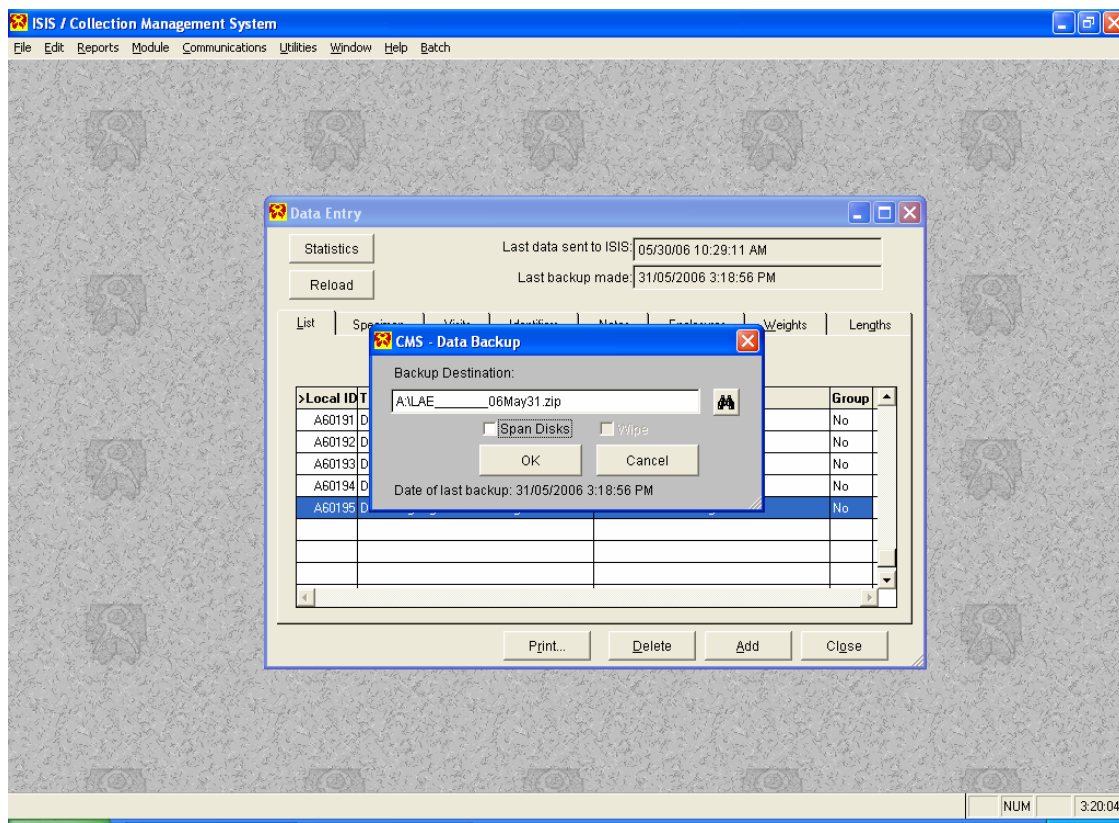 ISIS / Collection Management System
File Edit Reports Module Communications Utilities Window Help Batch
Data Entry
Statistics
Last data sent to ISIS: 05/30/06 10:29:11 AM
Reload
Last backup made: 31/05/2006 3:18:56 PM
List Weights Lengths
CMS - Data Backup
Backup Destination:
A:\LAE________06May31.zip
Span Disks Wipe
OK Cancel
Date of last backup: 31/05/2006 3:18:56 PM
>Local ID T Group
A60191 D No
A60192 D No
A60193 D No
A60194 D No
A60195 D No
Print... Delete Add Close
NUM 3:20:04